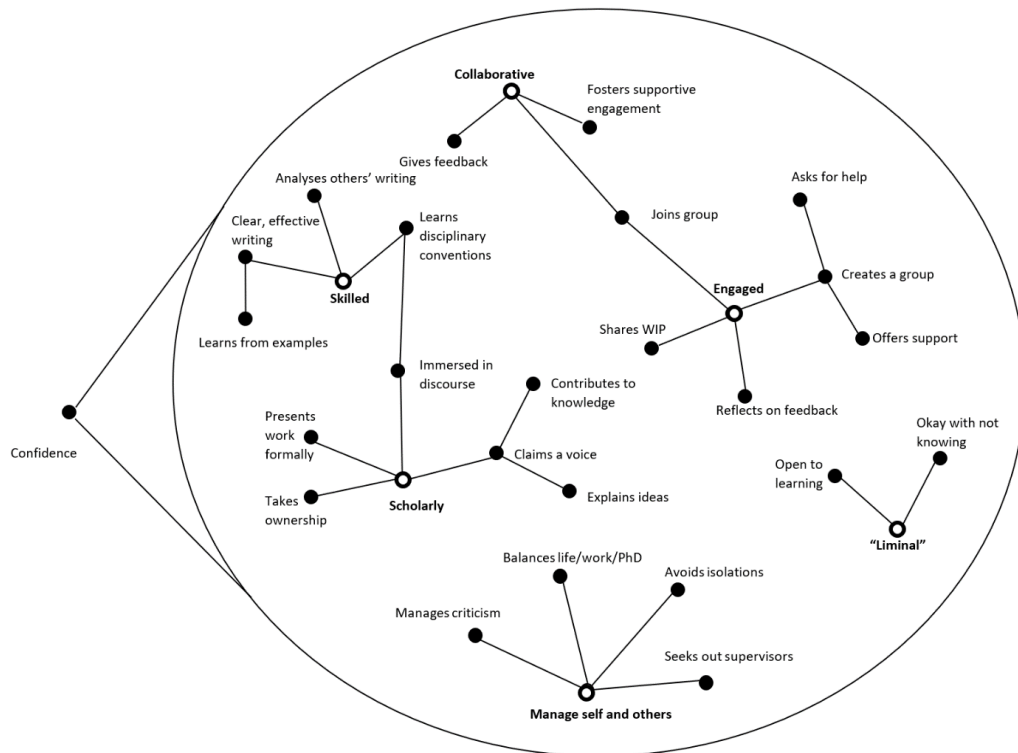 Collaborative
Fosters supportive
engagement
Gives feedback
Analyses others’ writing
Asks for help
Clear, effective
writing
Learns
disciplinary
conventions
Joins group
Creates a group
Skilled
Engaged
Learns from examples
Shares WIP
Offers support
Immersed in
discourse
Contributes to
knowledge
Reflects on feedback
Presents
work
formally
Confidence
Claims a voice
Okay with not
knowing
Open to
learning
Takes
ownership
Scholarly
Explains ideas
“Liminal”
Balances life/work/PhD
Avoids isolations
Manages criticism
Seeks out supervisors
Manage self and others